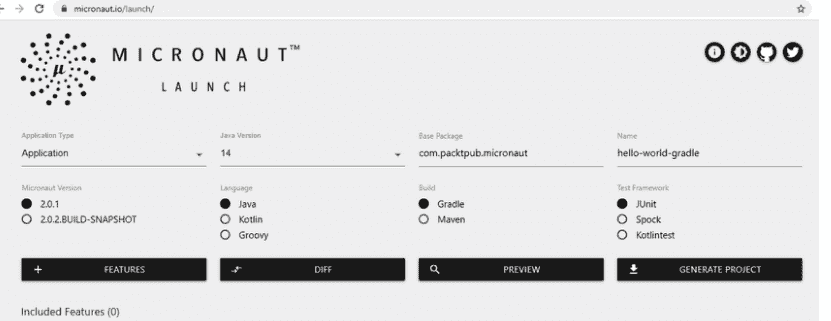 micronaut.io/launch/
MICRONAUT™
LAUNCH
Application Type
Java Version
Base Package
Name
Application
14
com.packtpub.micronaut
hello-world-gradle
Micronaut Version
Language
Build
Test Framework
2.0.1
Java
Gradle
JUnit
2.0.2.BUILD-SNAPSHOT
Kotlin
Maven
Spock
Groovy
Kotlintest
FEATURES
DIFF
PREVIEW
GENERATE PROJECT
Included Features (0)